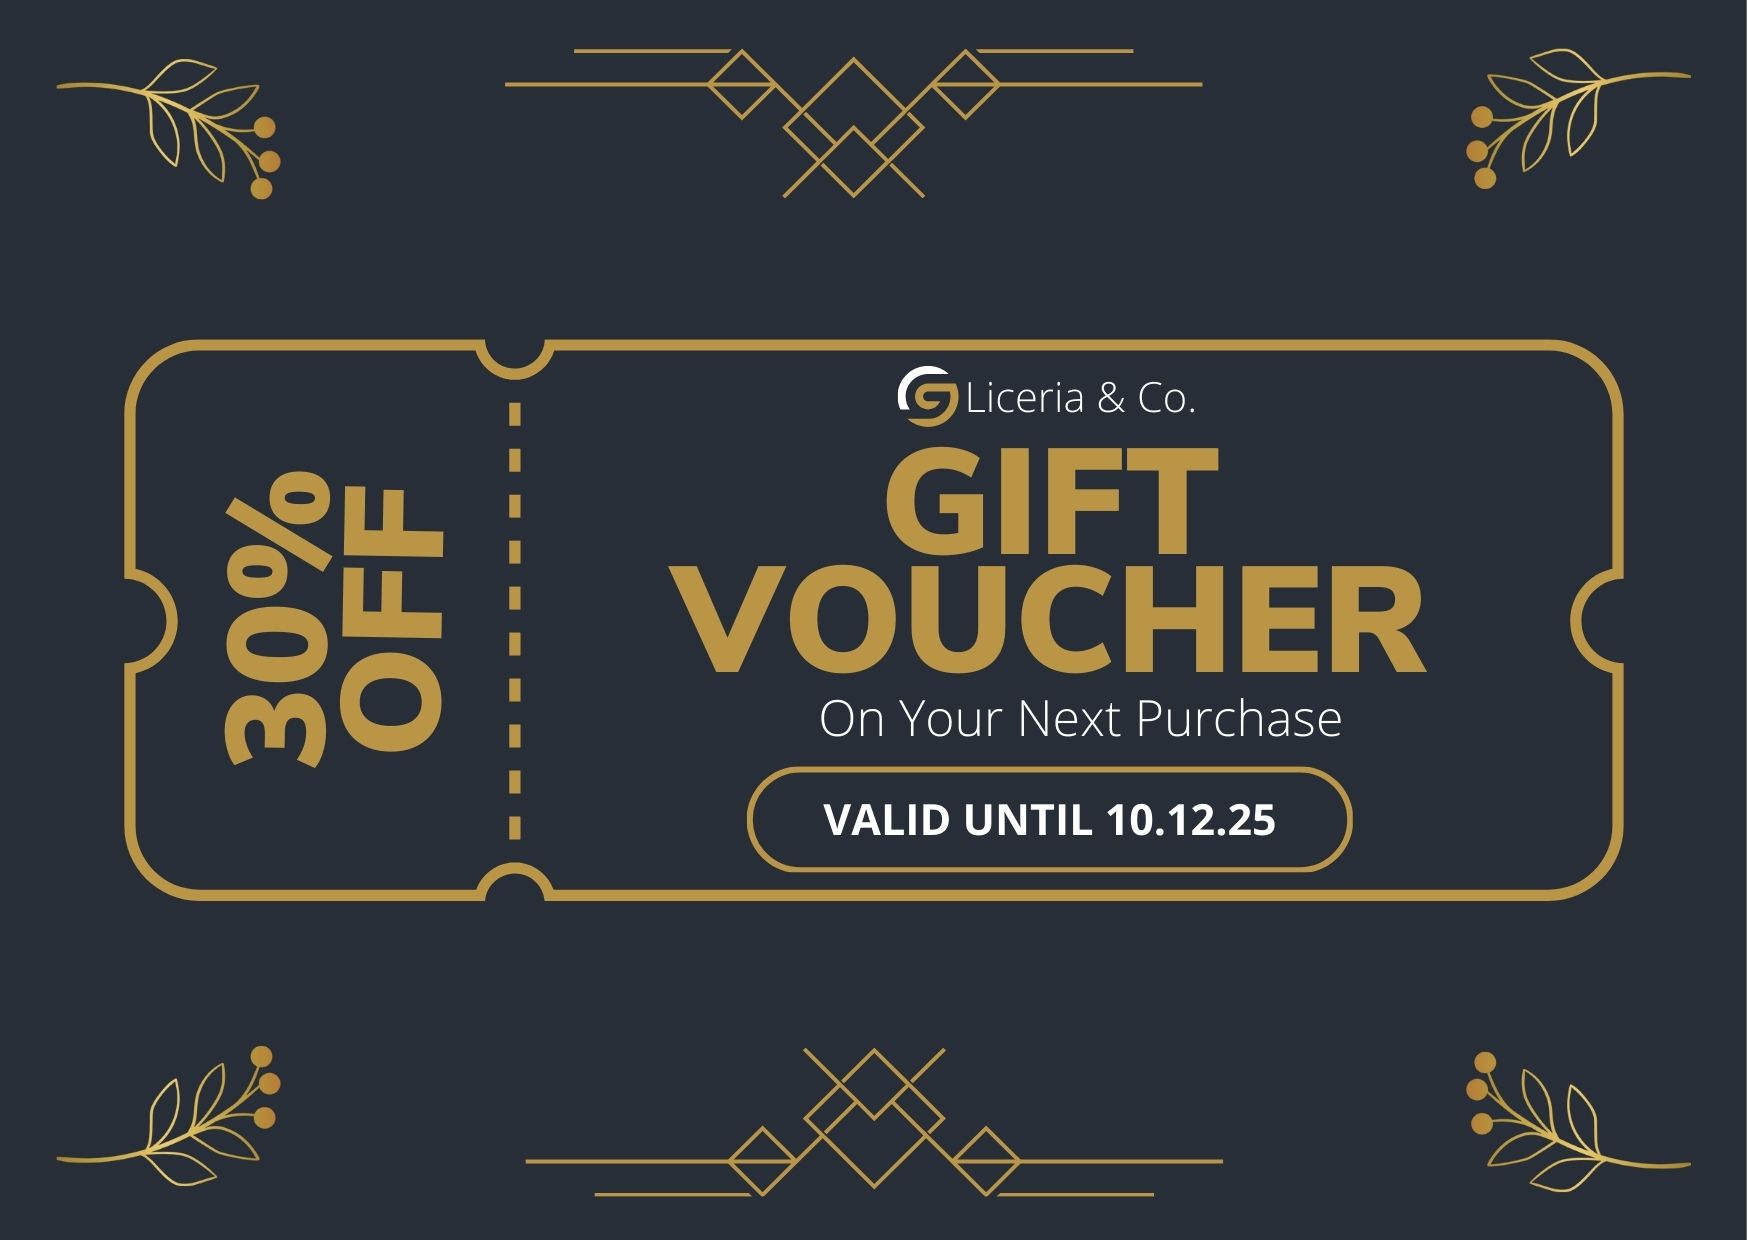 30%
OFF
Liceria & Co.
GIFT
VOUCHER
On Your Next Purchase
VALID UNTIL 10.12.25